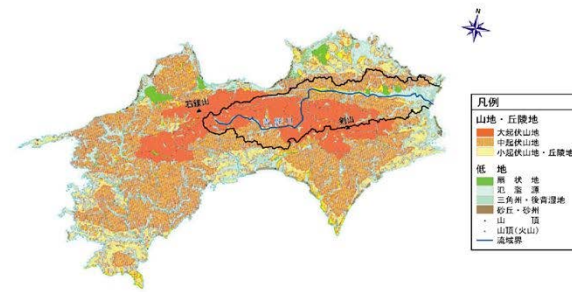 N
石鎚山
剣山
凡例
山地・丘陵地
大起伏山地
中起伏山地
小起伏山地・丘陵地
低 地
扇 状 地
氾 濫 源
三角州・後背湿地
砂丘・砂州
山 頂
山頂(火山)
流域界